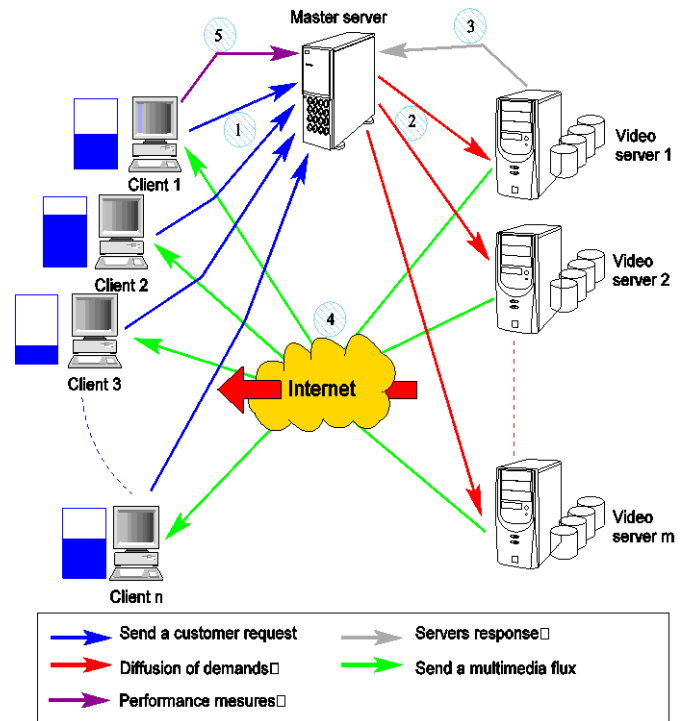 Master server
5
3
1
2
Client 1
Video
server 1
Client 2
Video
server 2
Client 3
4
Internet
Client n
Video
server m
Send a customer request
Servers response□
Diffusion of demands□
Send a multimedia flux
Performance mesures□